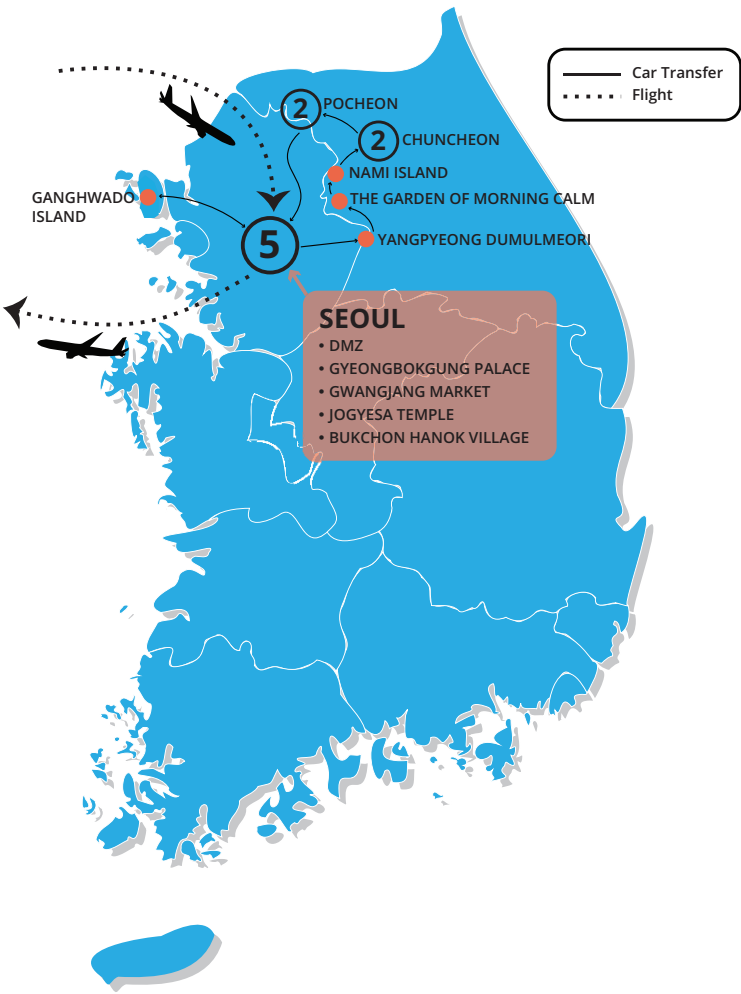 Car Transfer
Flight
2
POCHEON
2
CHUNCHEON
NAMI ISLAND
GANGHWADO
ISLAND
THE GARDEN OF MORNING CALM
5
YANGPYEONG DUMULMEORI
SEOUL
• DMZ
• GYEONGBOKGUNG PALACE
• GWANGJANG MARKET
• JOGYESA TEMPLE
• BUKCHON HANOK VILLAGE